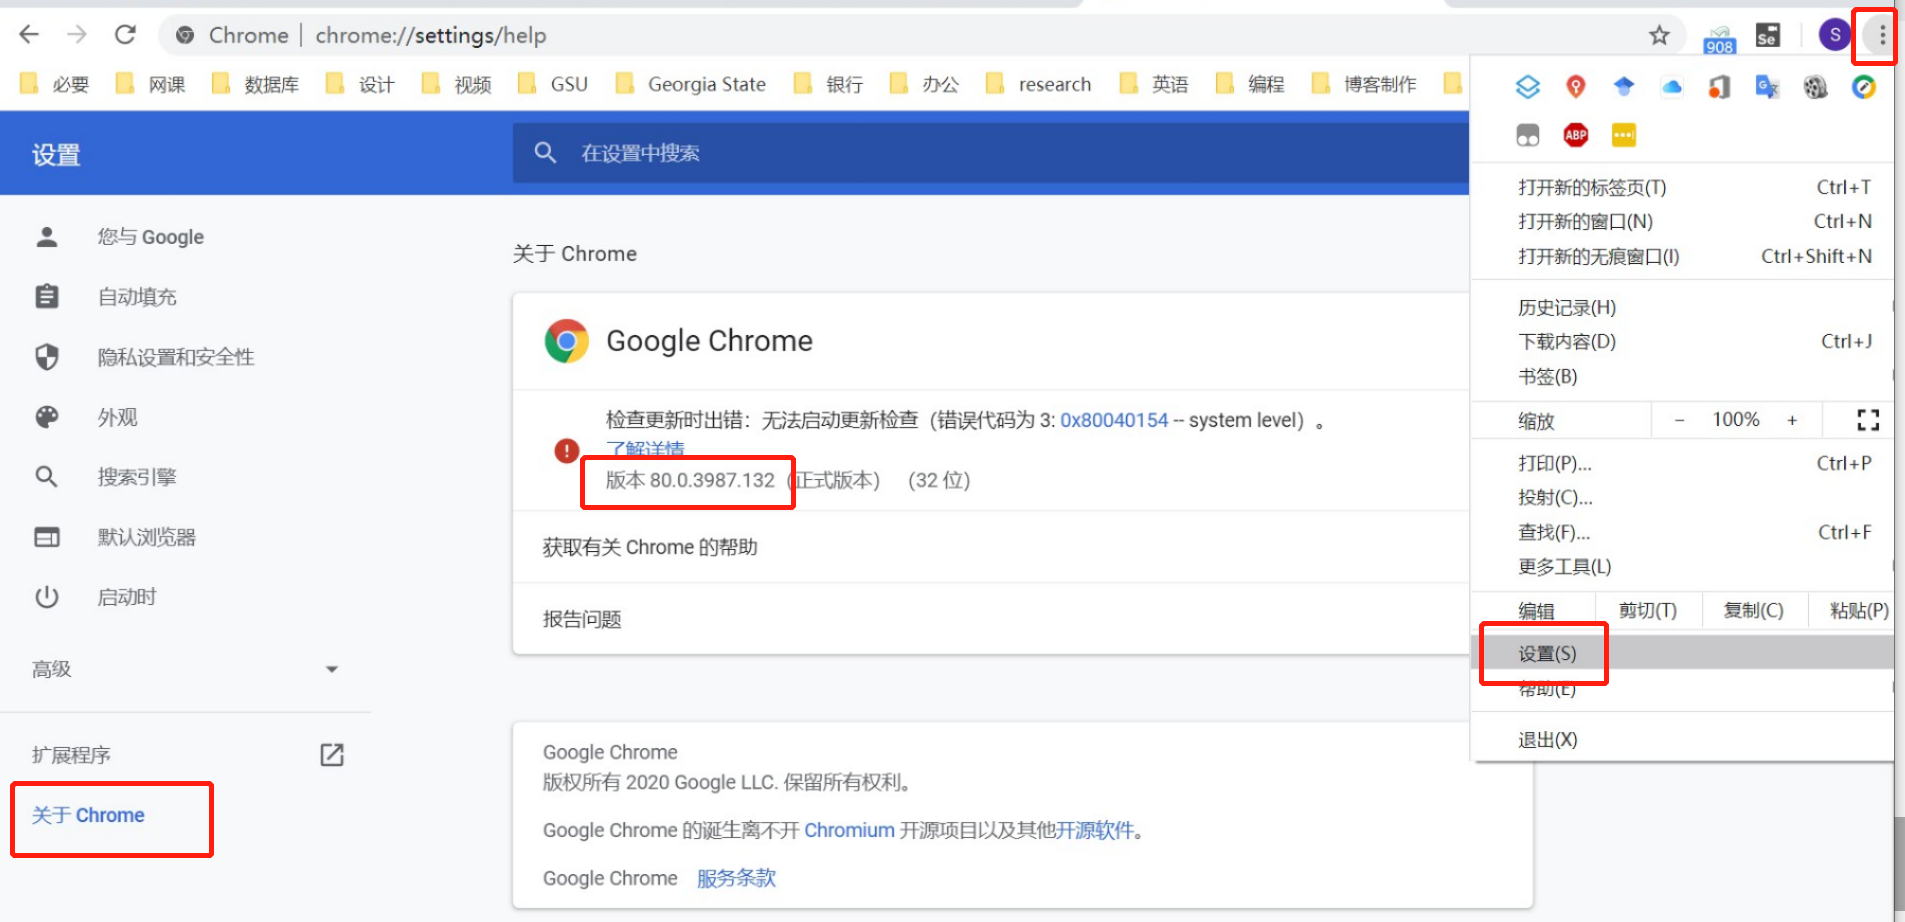 Chrome | chrome://settings/help
908
Se
S
必要 网课 数据库 设计 视频 GSU Georgia State 银行 办公 research 英语 编程 博客制作
ABP
设置
在设置中搜索
打开新的标签页(T) Ctrl+T
打开新的窗口(N) Ctrl+N
打开新的无痕窗口(I) Ctrl+Shift+N
历史记录(H)
下载内容(D) Ctrl+J
书签(B)
缩放 − 100% +
打印(P)... Ctrl+P
投射(C)...
查找(F)... Ctrl+F
更多工具(L)
编辑 剪切(T) 复制(C) 粘贴(P)
设置(S)
帮助(E)
退出(X)
您与 Google
自动填充
隐私设置和安全性
外观
搜索引擎
默认浏览器
启动时
高级
扩展程序
关于 Chrome
关于 Chrome
Google Chrome
检查更新时出错：无法启动更新检查（错误代码为 3: 0x80040154 -- system level）。
了解详情
版本 80.0.3987.132（正式版本） （32 位）
获取有关 Chrome 的帮助
报告问题
Google Chrome
版权所有 2020 Google LLC. 保留所有权利。
Google Chrome 的诞生离不开 Chromium 开源项目以及其他开源软件。
Google Chrome 服务条款